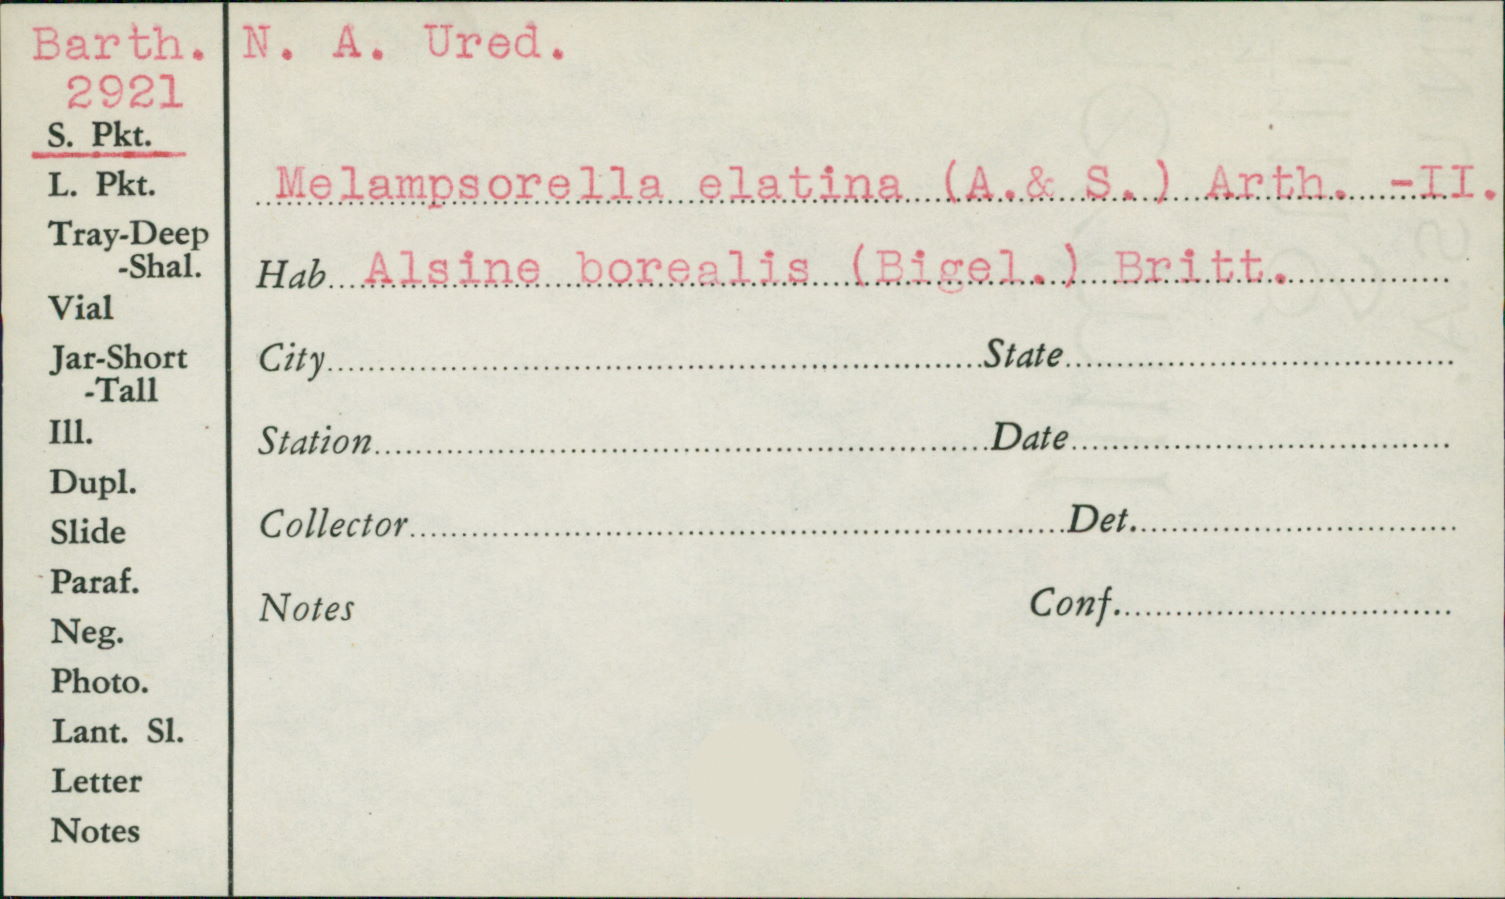 Barth. N. A. Ured.
2921
S. Pkt.
L. Pkt.
Tray-Deep
-Shal.
Vial
Jar-Short
-Tall
Ill.
Dupl.
Slide
Paraf.
Neg.
Photo.
Lant. Sl.
Letter
Notes
Melampsorella elatina (A.& S.) Arth. -II.
Hab Alsine borealis (Bigel.) Britt.
City State
Station Date
Collector Det.
Notes Conf.